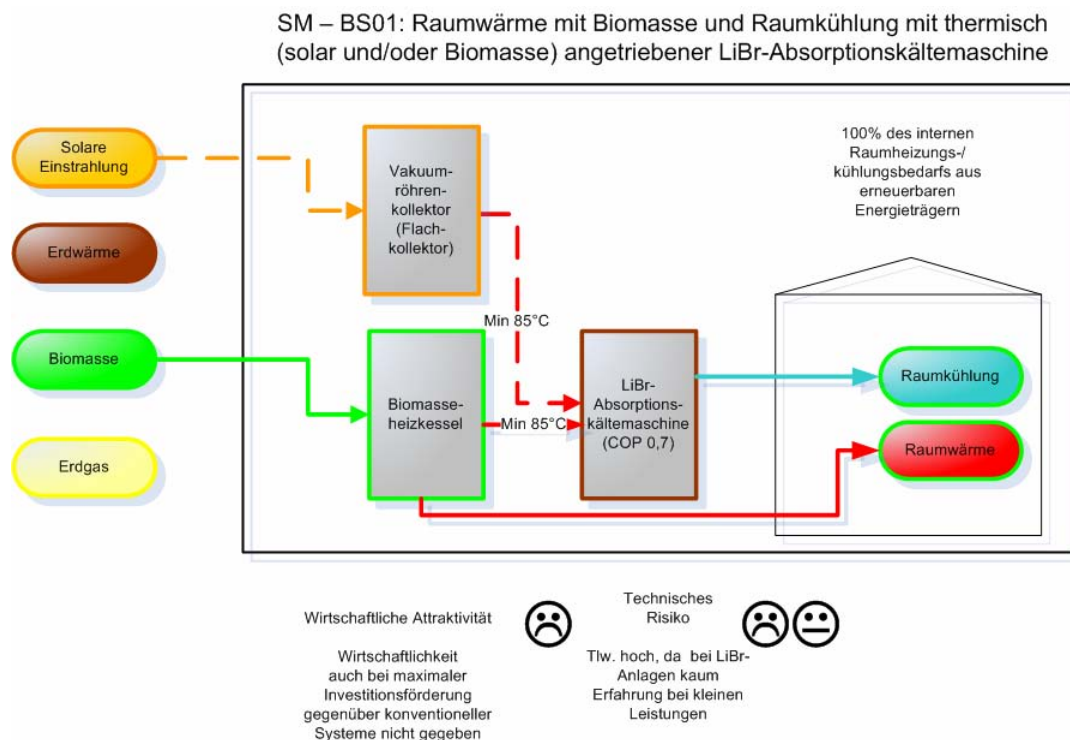 SM – BS01: Raumwärme mit Biomasse und Raumkühlung mit thermisch
(solar und/oder Biomasse) angetriebener LiBr-Absorptionskältemaschine
Solare
Einstrahlung
Erdwärme
Biomasse
Erdgas
Vakuum-
röhren-
kollektor
(Flach-
kollektor)
Min 85°C
Biomasse-
heizkessel
Min 85°C
LiBr-
Absorptions-
kältemaschine
(COP 0,7)
100% des internen
Raumheizungs-/
kühlungsbedarfs aus
erneuerbaren
Energieträgern
Raumkühlung
Raumwärme
Wirtschaftliche Attraktivität
Wirtschaftlichkeit
auch bei maximaler
Investitionsförderung
gegenüber konventioneller
Systeme nicht gegeben
Technisches
Risiko
Tlw. hoch, da bei LiBr-
Anlagen kaum
Erfahrung bei kleinen
Leistungen